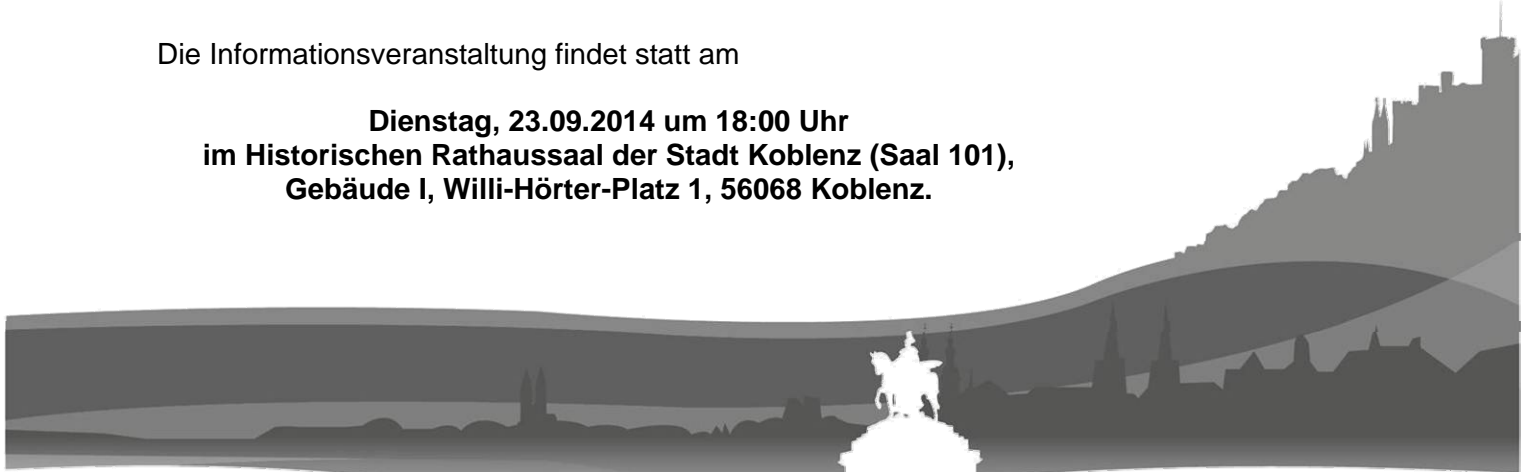 Die Informationsveranstaltung findet statt am
Dienstag, 23.09.2014 um 18:00 Uhr
im Historischen Rathaussaal der Stadt Koblenz (Saal 101),
Gebäude I, Willi-Hörter-Platz 1, 56068 Koblenz.